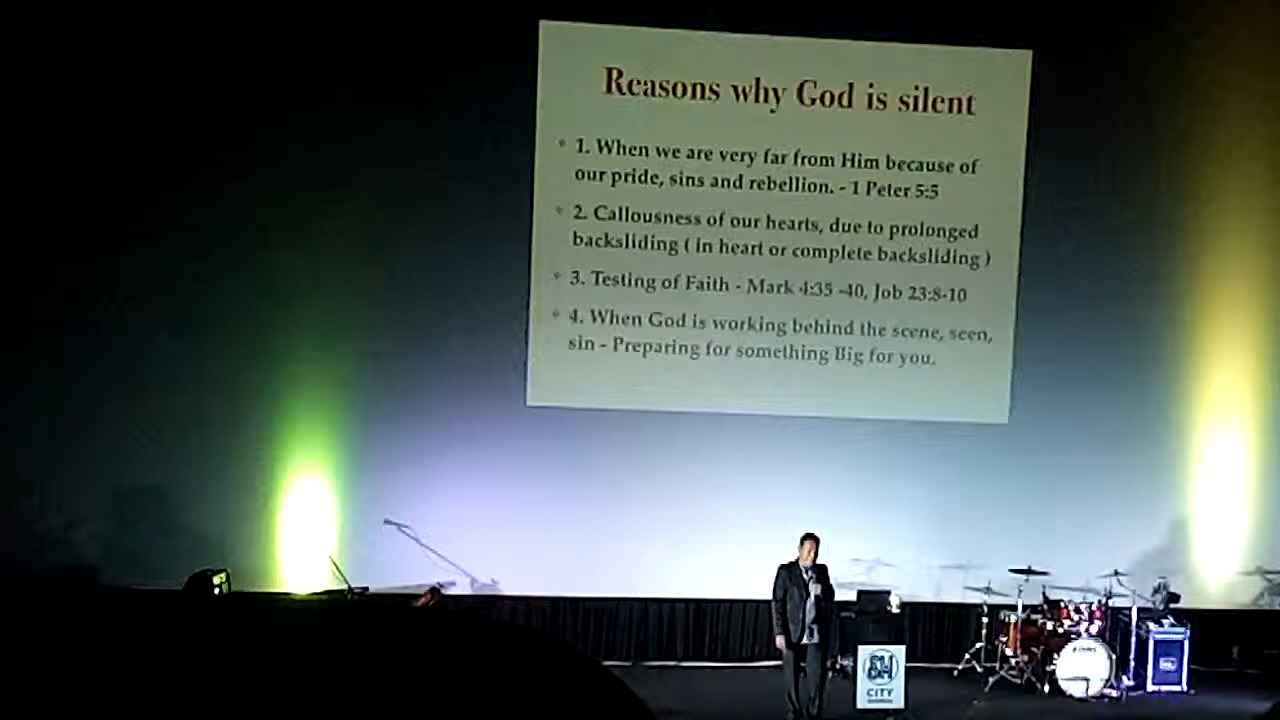 Reasons why God is silent
1. When we are very far from Him because of
our pride, sins and rebellion. - 1 Peter 5:5
2. Callousness of our hearts, due to prolonged
backsliding ( in heart or complete backsliding )
3. Testing of Faith - Mark 4:35 -40, Job 23:8-10
4. When God is working behind the scene, seen,
sin - Preparing for something Big for you.
SM
CITY